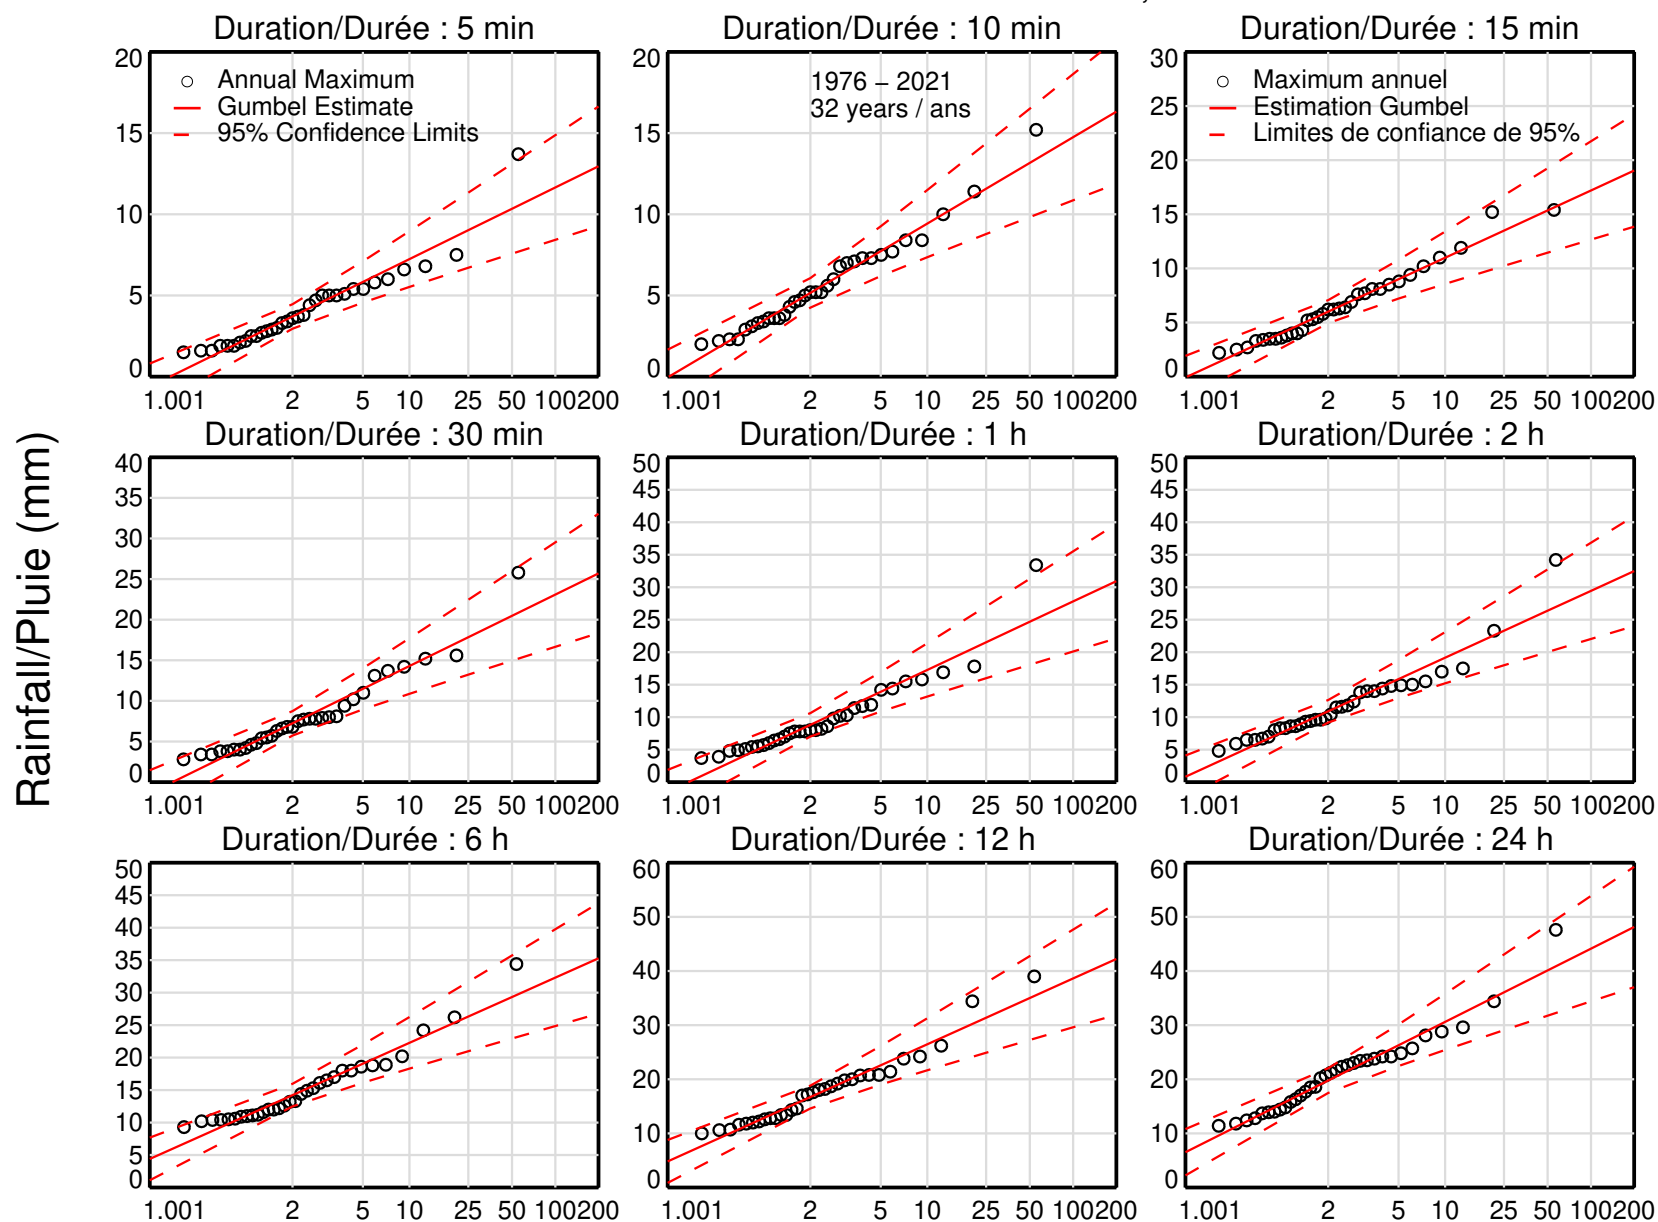 Duration/Durée : 5 min
Duration/Durée : 10 min
Duration/Durée : 15 min
20
15
10
5
0
Annual Maximum
Gumbel Estimate
95% Confidence Limits
1.001 2 5 10 25 50 100200
20
15
10
5
0
1976 – 2021
32 years / ans
1.001 2 5 10 25 50 100200
30
25
20
15
10
5
0
Maximum annuel
Estimation Gumbel
Limites de confiance de 95%
1.001 2 5 10 25 50 100200
Rainfall/Pluie (mm)
Duration/Durée : 30 min
Duration/Durée : 1 h
Duration/Durée : 2 h
40
35
30
25
20
15
10
5
0
1.001 2 5 10 25 50 100200
50
45
40
35
30
25
20
15
10
5
0
1.001 2 5 10 25 50 100200
50
45
40
35
30
25
20
15
10
5
0
1.001 2 5 10 25 50 100200
Duration/Durée : 6 h
Duration/Durée : 12 h
Duration/Durée : 24 h
50
45
40
35
30
25
20
15
10
5
0
1.001 2 5 10 25 50 100200
60
50
40
30
20
10
0
1.001 2 5 10 25 50 100200
60
50
40
30
20
10
0
1.001 2 5 10 25 50 100200